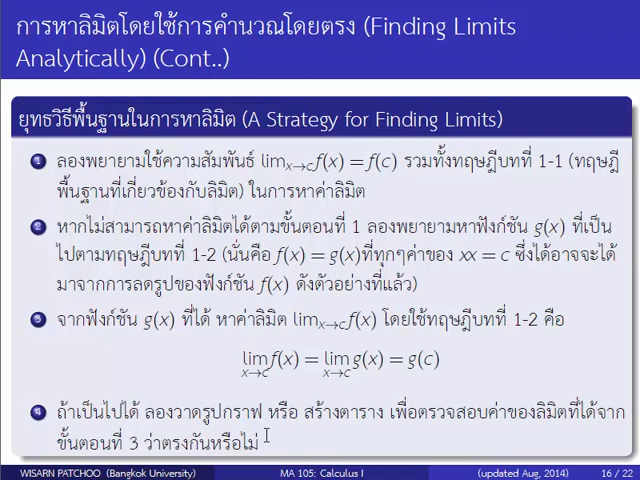 การหาลิมิตโดยใช้การคำนวณโดยตรง (Finding Limits
Analytically) (Cont..)
ยุทธวิธีพื้นฐานในการหาลิมิต (A Strategy for Finding Limits)
1 ลองพยายามใช้ความสัมพันธ์ lim x→c f(x) = f(c) รวมทั้งทฤษฎีบทที่ 1-1 (ทฤษฎี
พื้นฐานที่เกี่ยวข้องกับลิมิต) ในการหาค่าลิมิต
2 หากไม่สามารถหาค่าลิมิตได้ตามขั้นตอนที่ 1 ลองพยายามหาฟังก์ชัน g(x) ที่เป็น
ไปตามทฤษฎีบทที่ 1-2 (นั่นคือ f(x) = g(x)ที่ทุกๆค่าของ xx = c ซึ่งได้อาจจะได้
มาจากการลดรูปของฟังก์ชัน f(x) ดังตัวอย่างที่แล้ว)
3 จากฟังก์ชัน g(x) ที่ได้ หาค่าลิมิต lim x→c f(x) โดยใช้ทฤษฎีบทที่ 1-2 คือ
lim x→c f(x) = lim x→c g(x) = g(c)
4 ถ้าเป็นไปได้ ลองวาดรูปกราฟ หรือ สร้างตาราง เพื่อตรวจสอบค่าของลิมิตที่ได้จาก
ขั้นตอนที่ 3 ว่าตรงกันหรือไม่
WISARN PATCHOO (Bangkok University) MA 105: Calculus I (updated Aug, 2014) 16 / 22